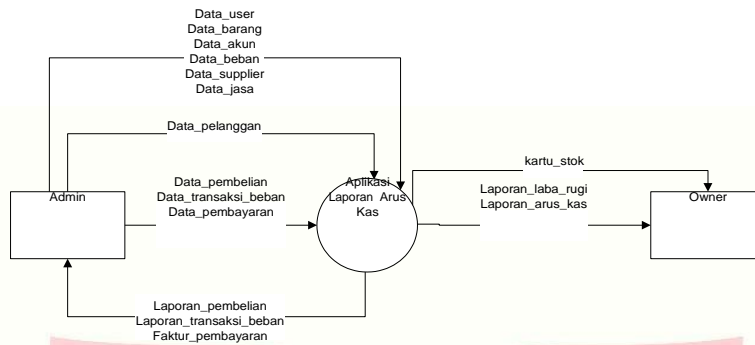 Data_user
Data_barang
Data_akun
Data_beban
Data_supplier
Data_jasa
Data_pelanggan
kartu_stok
Admin
Data_pembelian
Data_transaksi_beban
Data_pembayaran
Aplikasi
Laporan Arus
Kas
Laporan_laba_rugi
Laporan_arus_kas
Owner
Laporan_pembelian
Laporan_transaksi_beban
Faktur_pembayaran